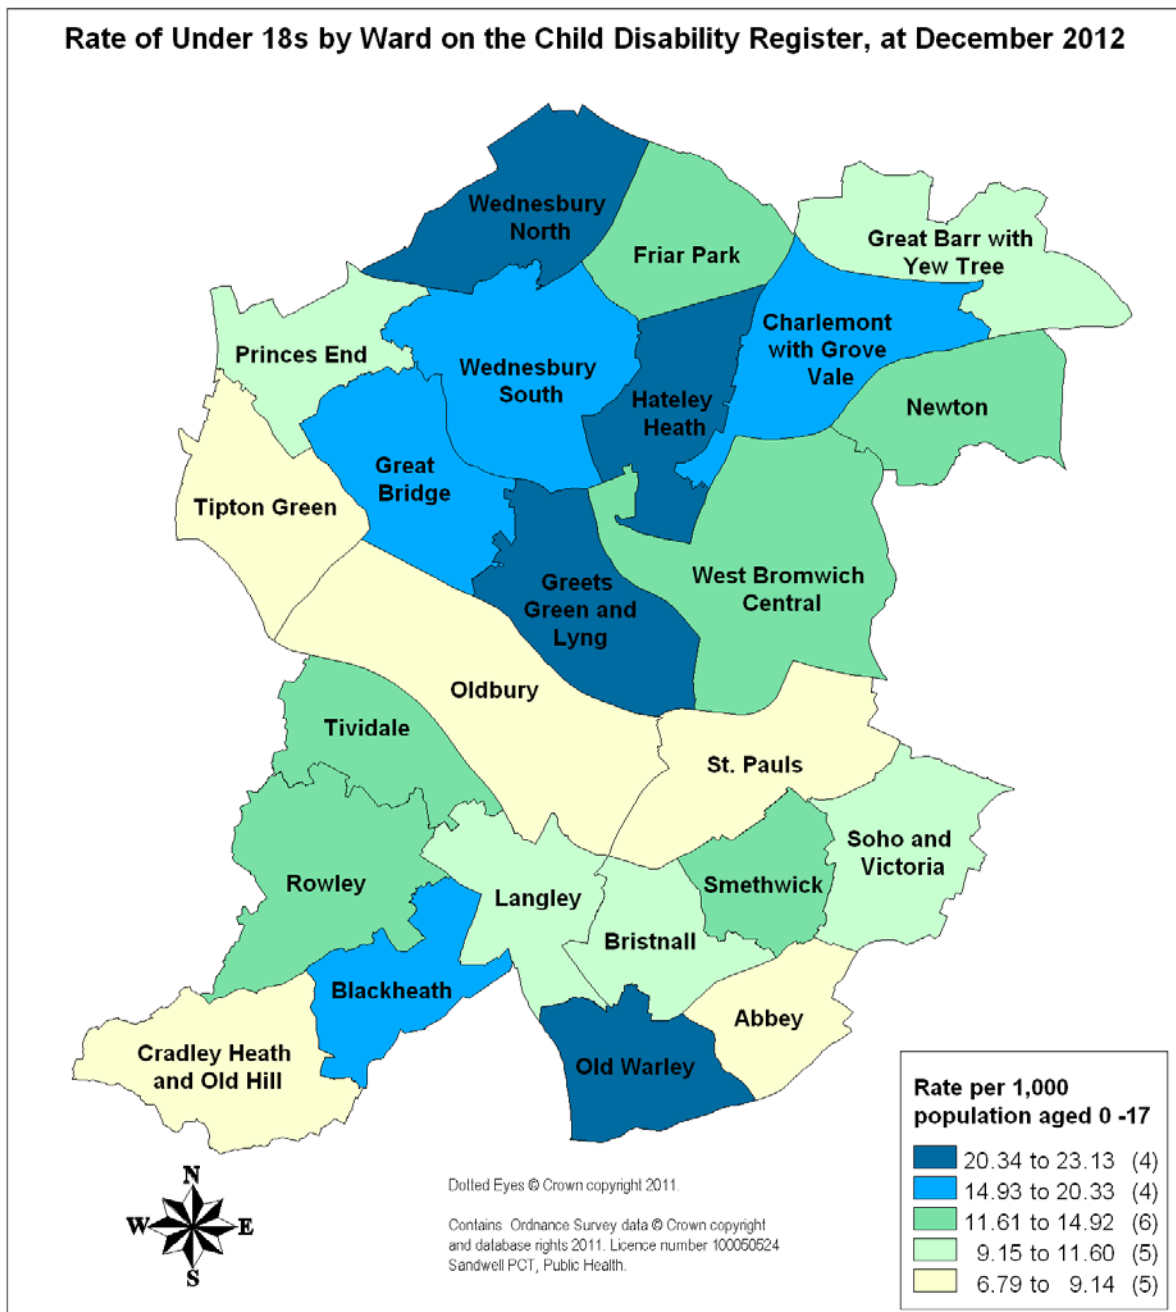 Rate of Under 18s by Ward on the Child Disability Register, at December 2012
Wednesbury
North
Friar Park
Great Barr with
Yew Tree
Princes End
Wednesbury
South
Charlemont
with Grove
Vale
Hateley
Heath
Newton
Great
Bridge
Tipton Green
West Bromwich
Central
Greets
Green and
Lyng
Oldbury
Tividale
St. Pauls
Soho and
Victoria
Rowley
Langley
Smethwick
Bristnall
Blackheath
Abbey
Cradley Heath
and Old Hill
Old Warley
Rate per 1,000
population aged 0 -17
20.34 to 23.13 (4)
14.93 to 20.33 (4)
11.61 to 14.92 (6)
9.15 to 11.60 (5)
6.79 to 9.14 (5)
N
W E
S
Dotted Eyes © Crown copyright 2011.
Contains Ordnance Survey data © Crown copyright
and database rights 2011. Licence number 100050524
Sandwell PCT, Public Health.